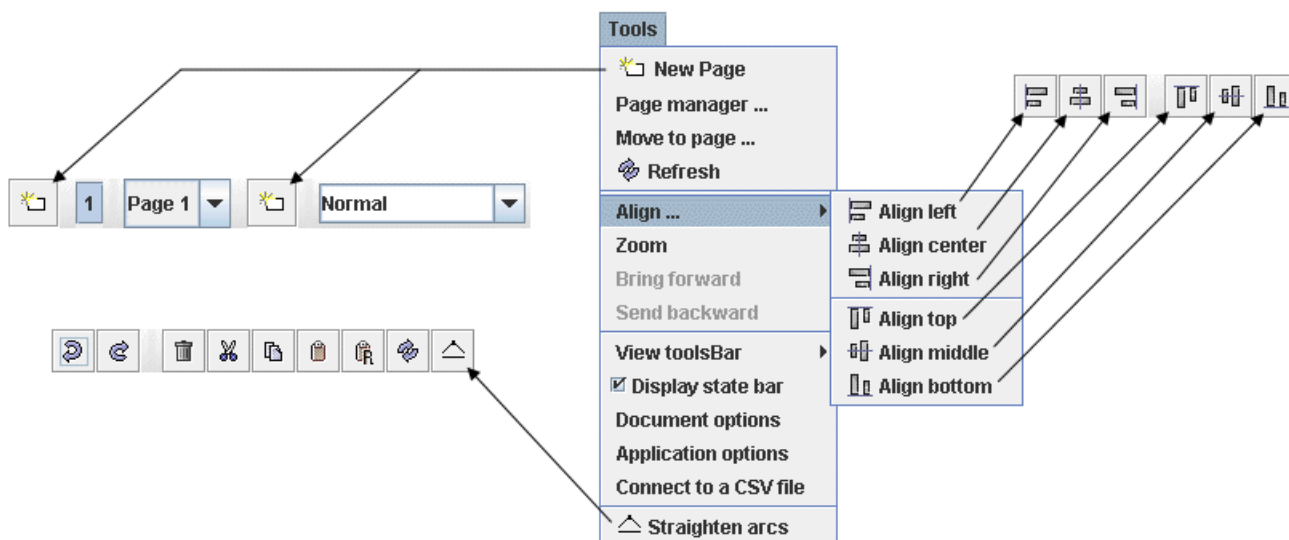 Tools
New Page
Page manager ...
Move to page ...
Refresh
1
Page 1
Normal
Align ...
Align left
Align center
Align right
Zoom
Bring forward
Send backward
Align top
Align middle
Align bottom
View toolsBar
Display state bar
Document options
Application options
Connect to a CSV file
R
Straighten arcs